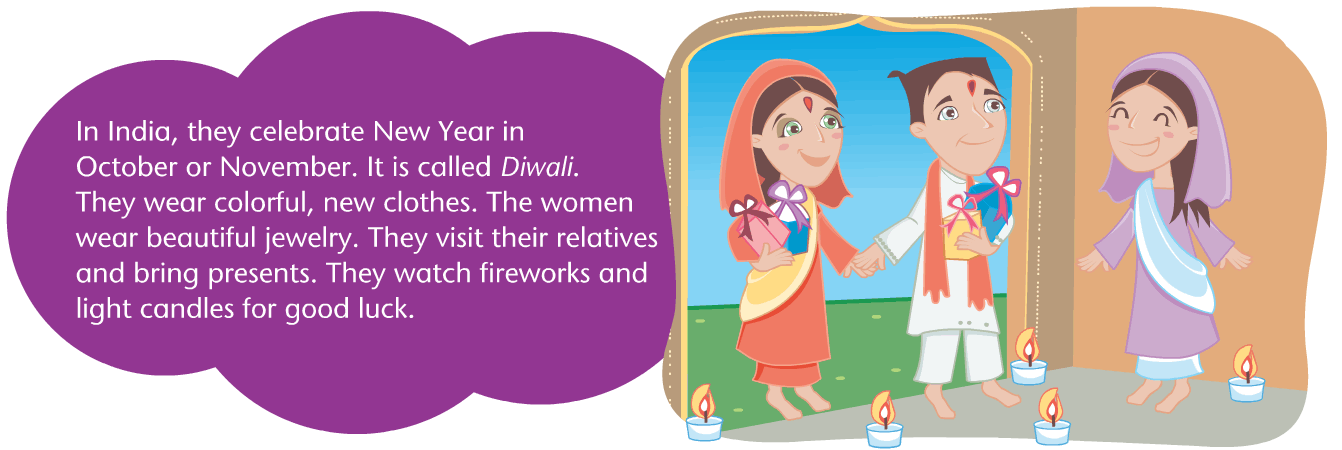 In India, they celebrate New Year in
October or November. It is called Diwali.
They wear colorful, new clothes. The women
wear beautiful jewelry. They visit their relatives
and bring presents. They watch fireworks and
light candles for good luck.